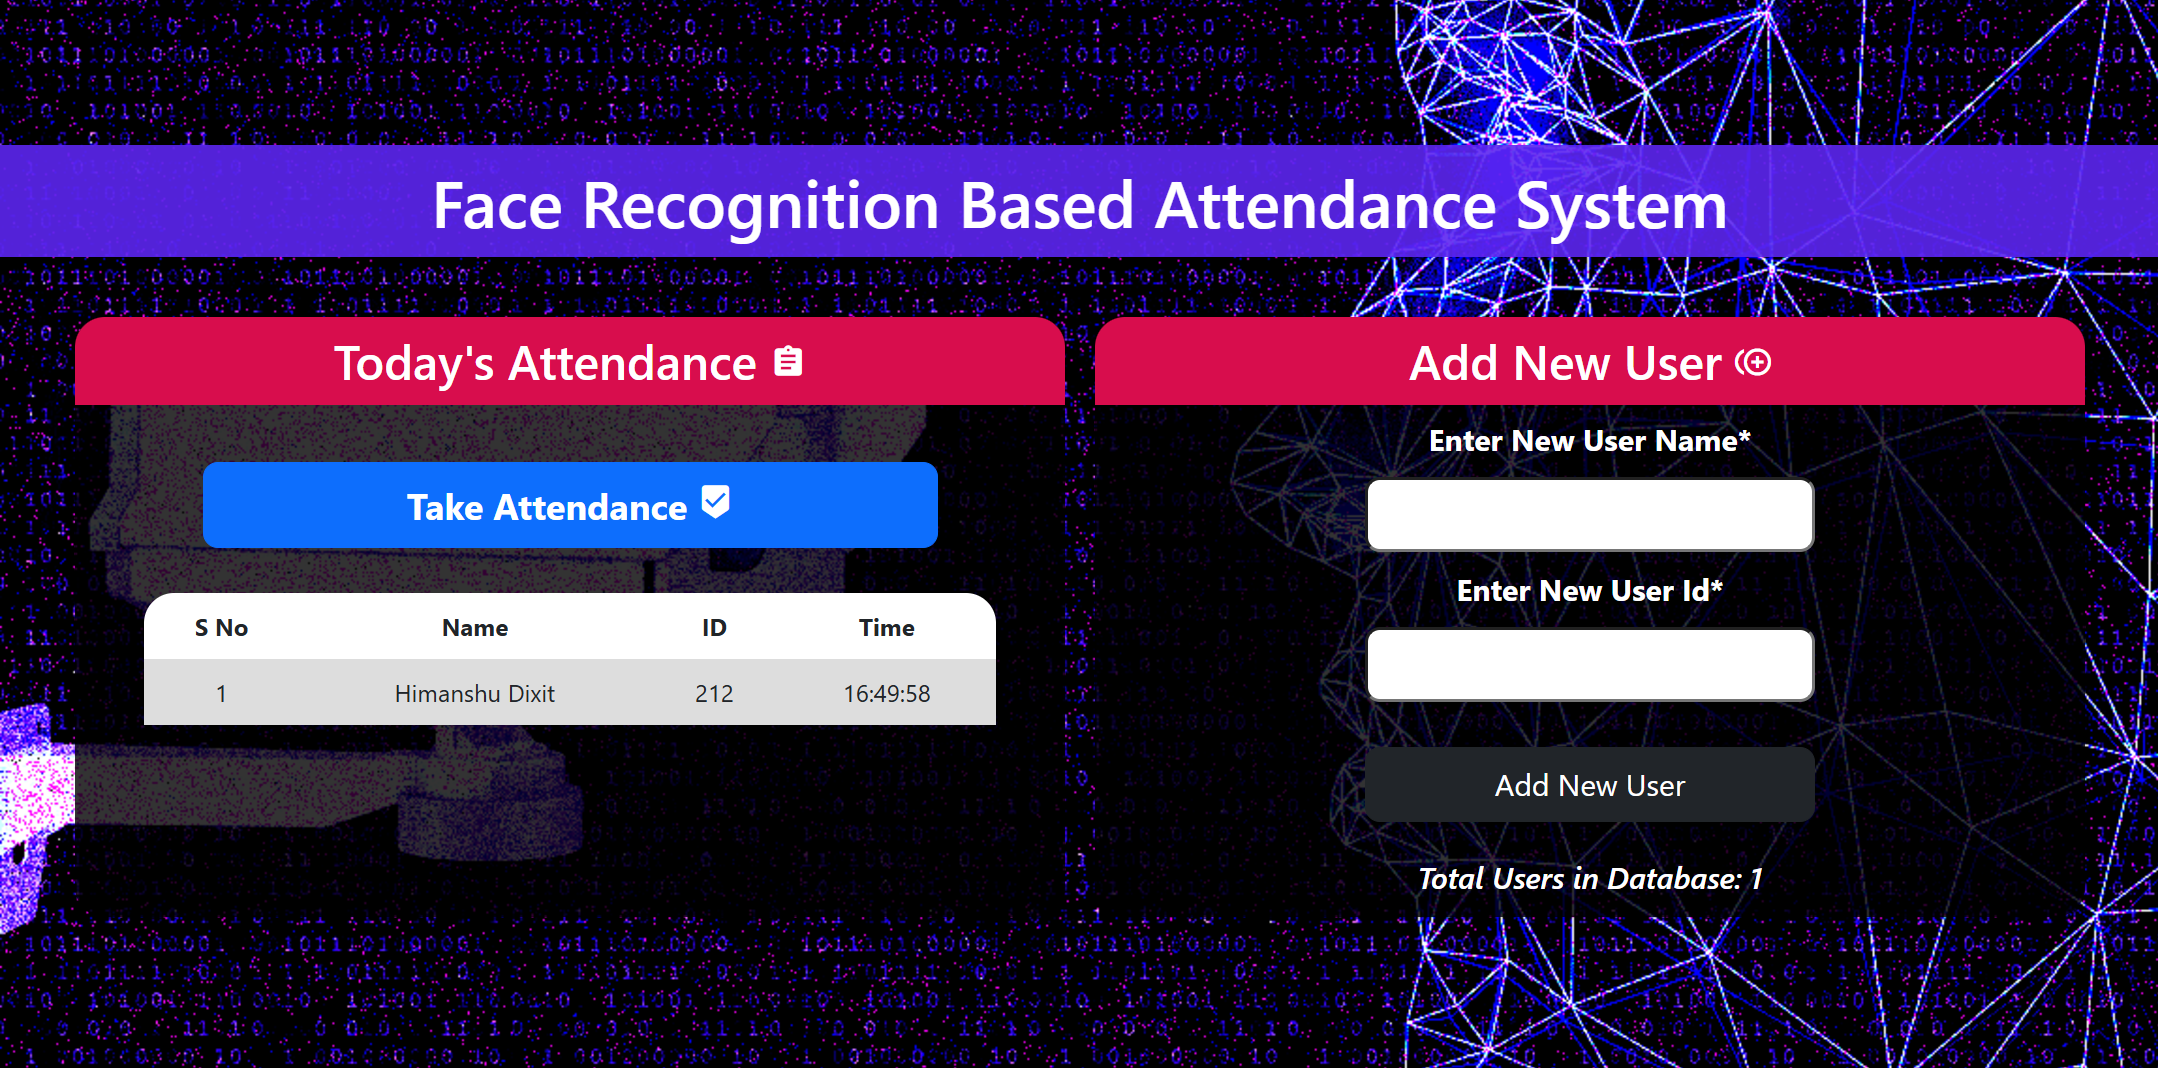 Face Recognition Based Attendance System
Today's Attendance
Take Attendance
S No Name ID Time
1 Himanshu Dixit 212 16:49:58
Add New User
Enter New User Name*
Enter New User Id*
Add New User
Total Users in Database: 1